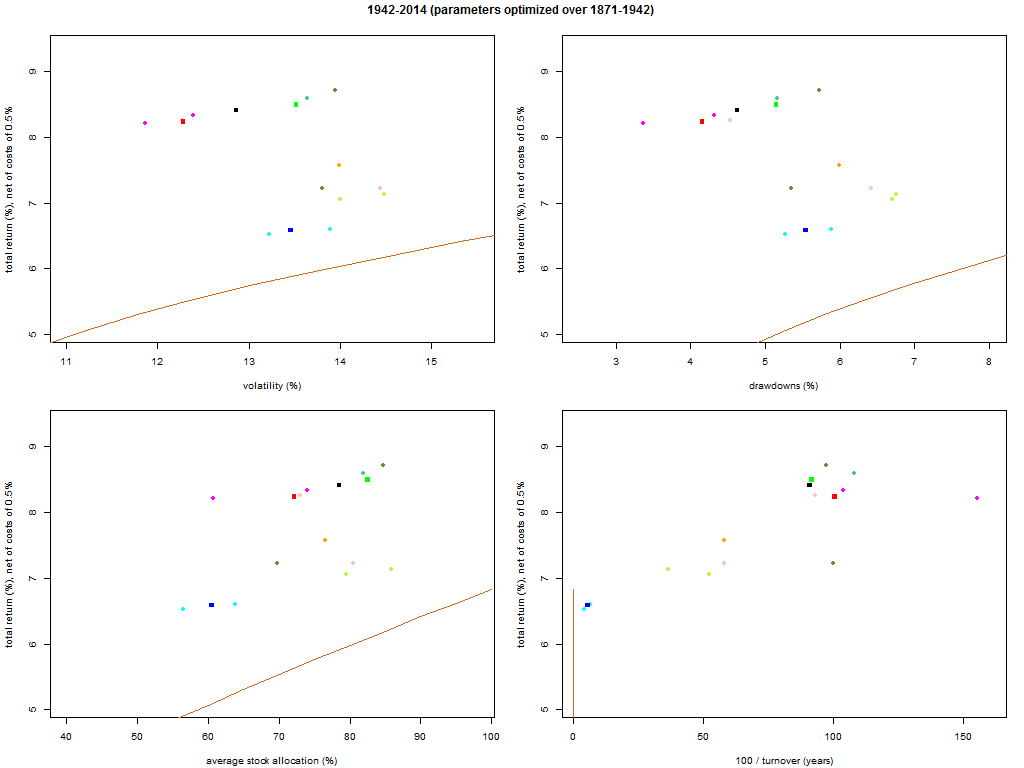 1942-2014 (parameters optimized over 1871-1942)
total return (%), net of costs of 0.5%
9
8
7
6
5
11 12 13 14 15
volatility (%)
total return (%), net of costs of 0.5%
9
8
7
6
5
3 4 5 6 7 8
drawdowns (%)
total return (%), net of costs of 0.5%
9
8
7
6
5
40 50 60 70 80 90 100
average stock allocation (%)
total return (%), net of costs of 0.5%
9
8
7
6
5
0 50 100 150
100 / turnover (years)